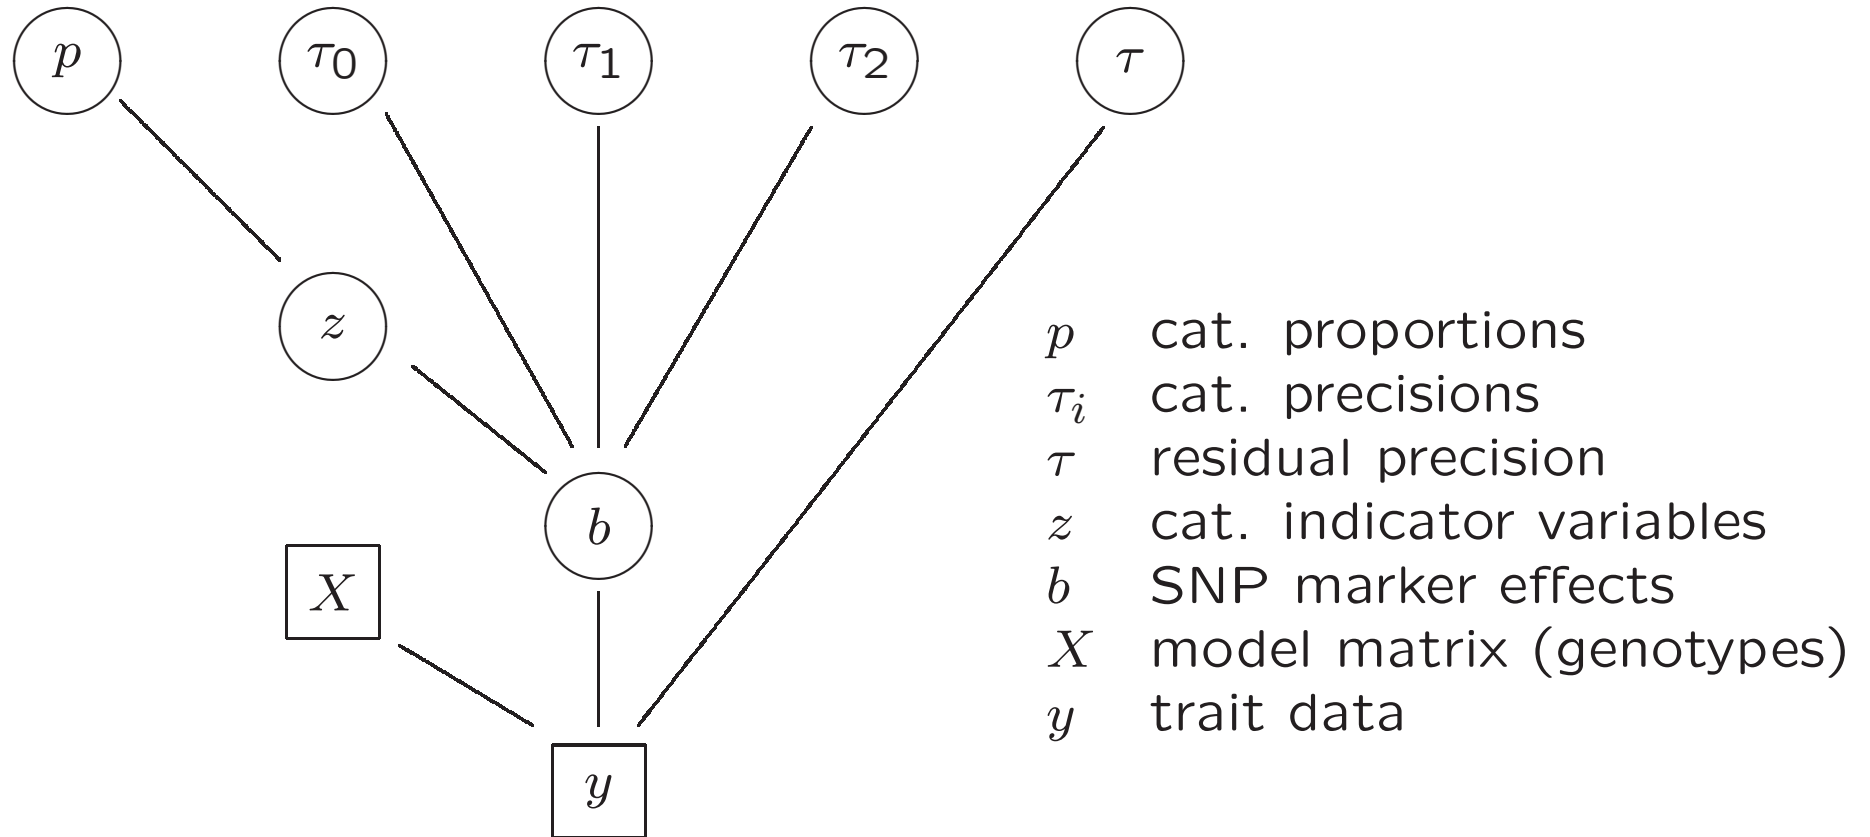 p τ0 τ1 τ2 τ
z
b
X
y
p cat. proportions
τi cat. precisions
τ residual precision
z cat. indicator variables
b SNP marker effects
X model matrix (genotypes)
y trait data